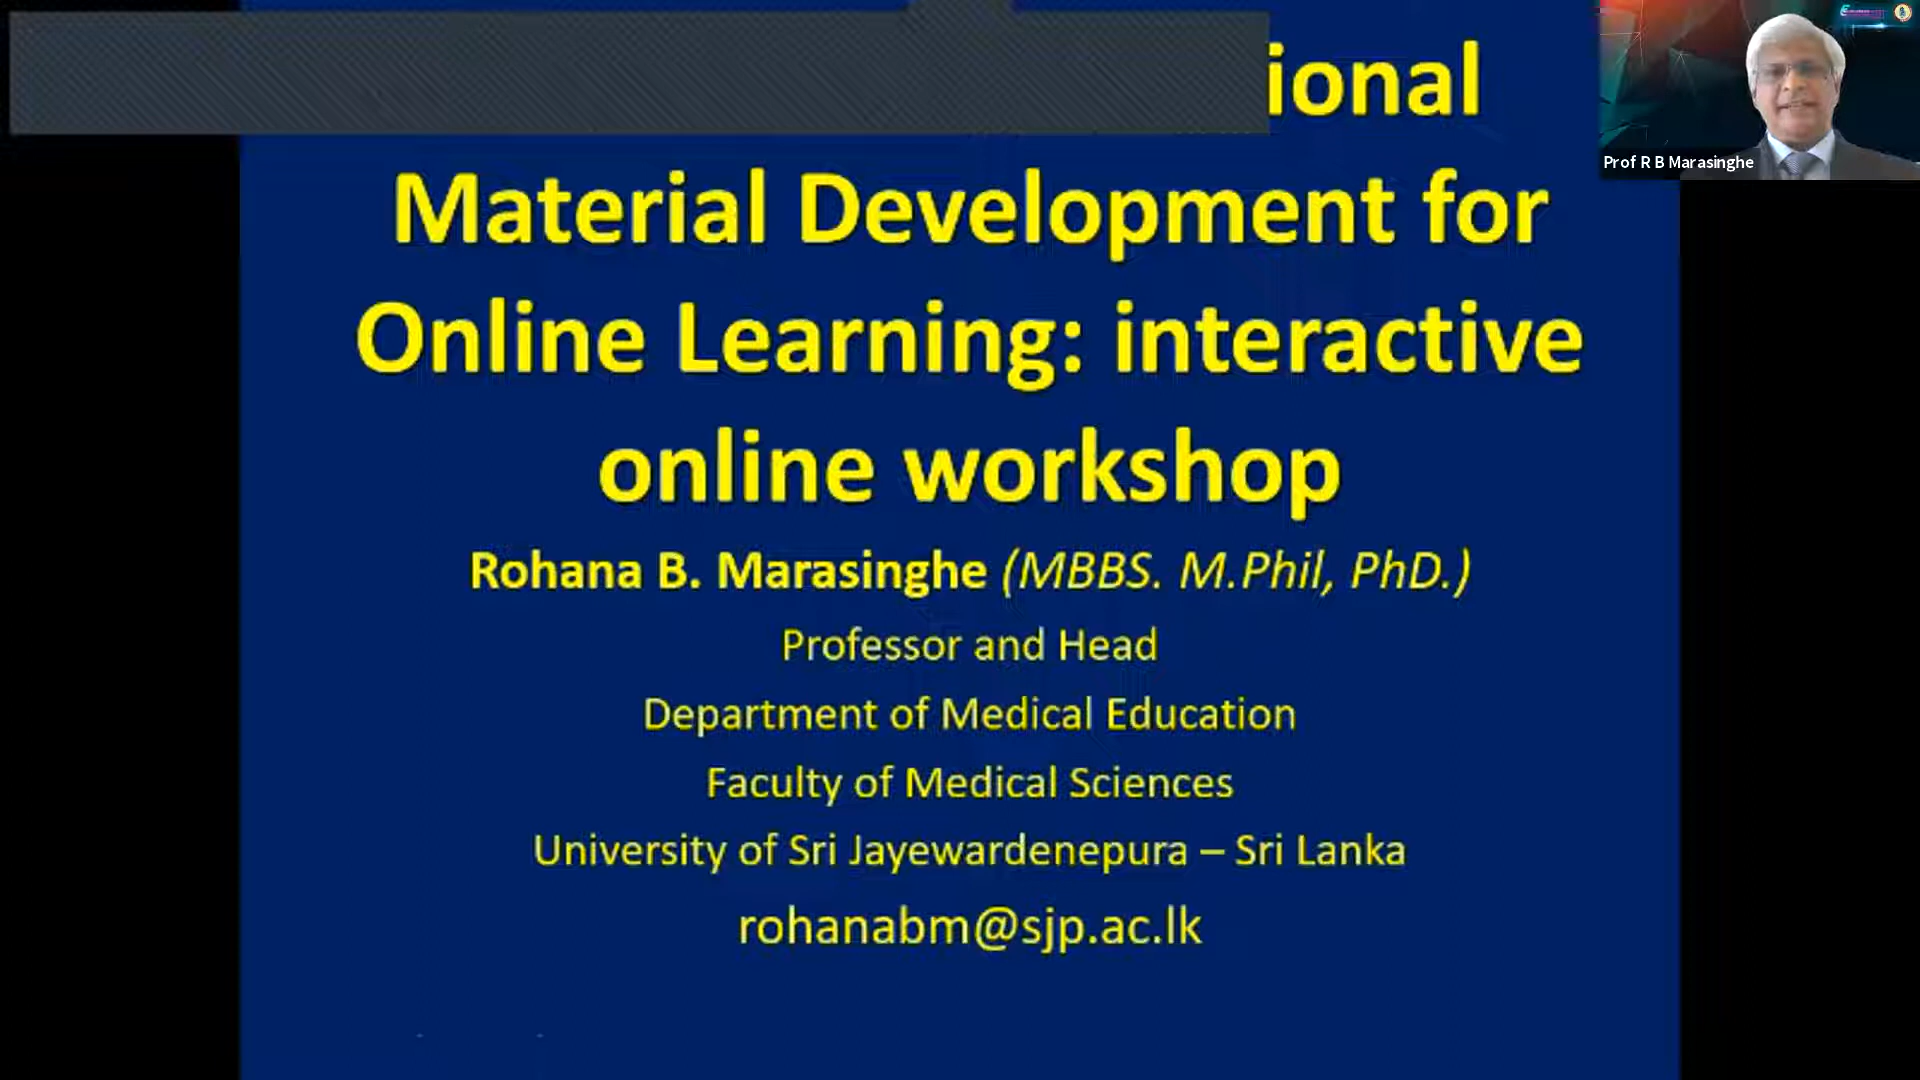 ional
Material Development for
Online Learning: interactive
online workshop
Rohana B. Marasinghe (MBBS. M.Phil, PhD.)
Professor and Head
Department of Medical Education
Faculty of Medical Sciences
University of Sri Jayewardenepura – Sri Lanka
rohanabm@sjp.ac.lk
Prof R B Marasinghe